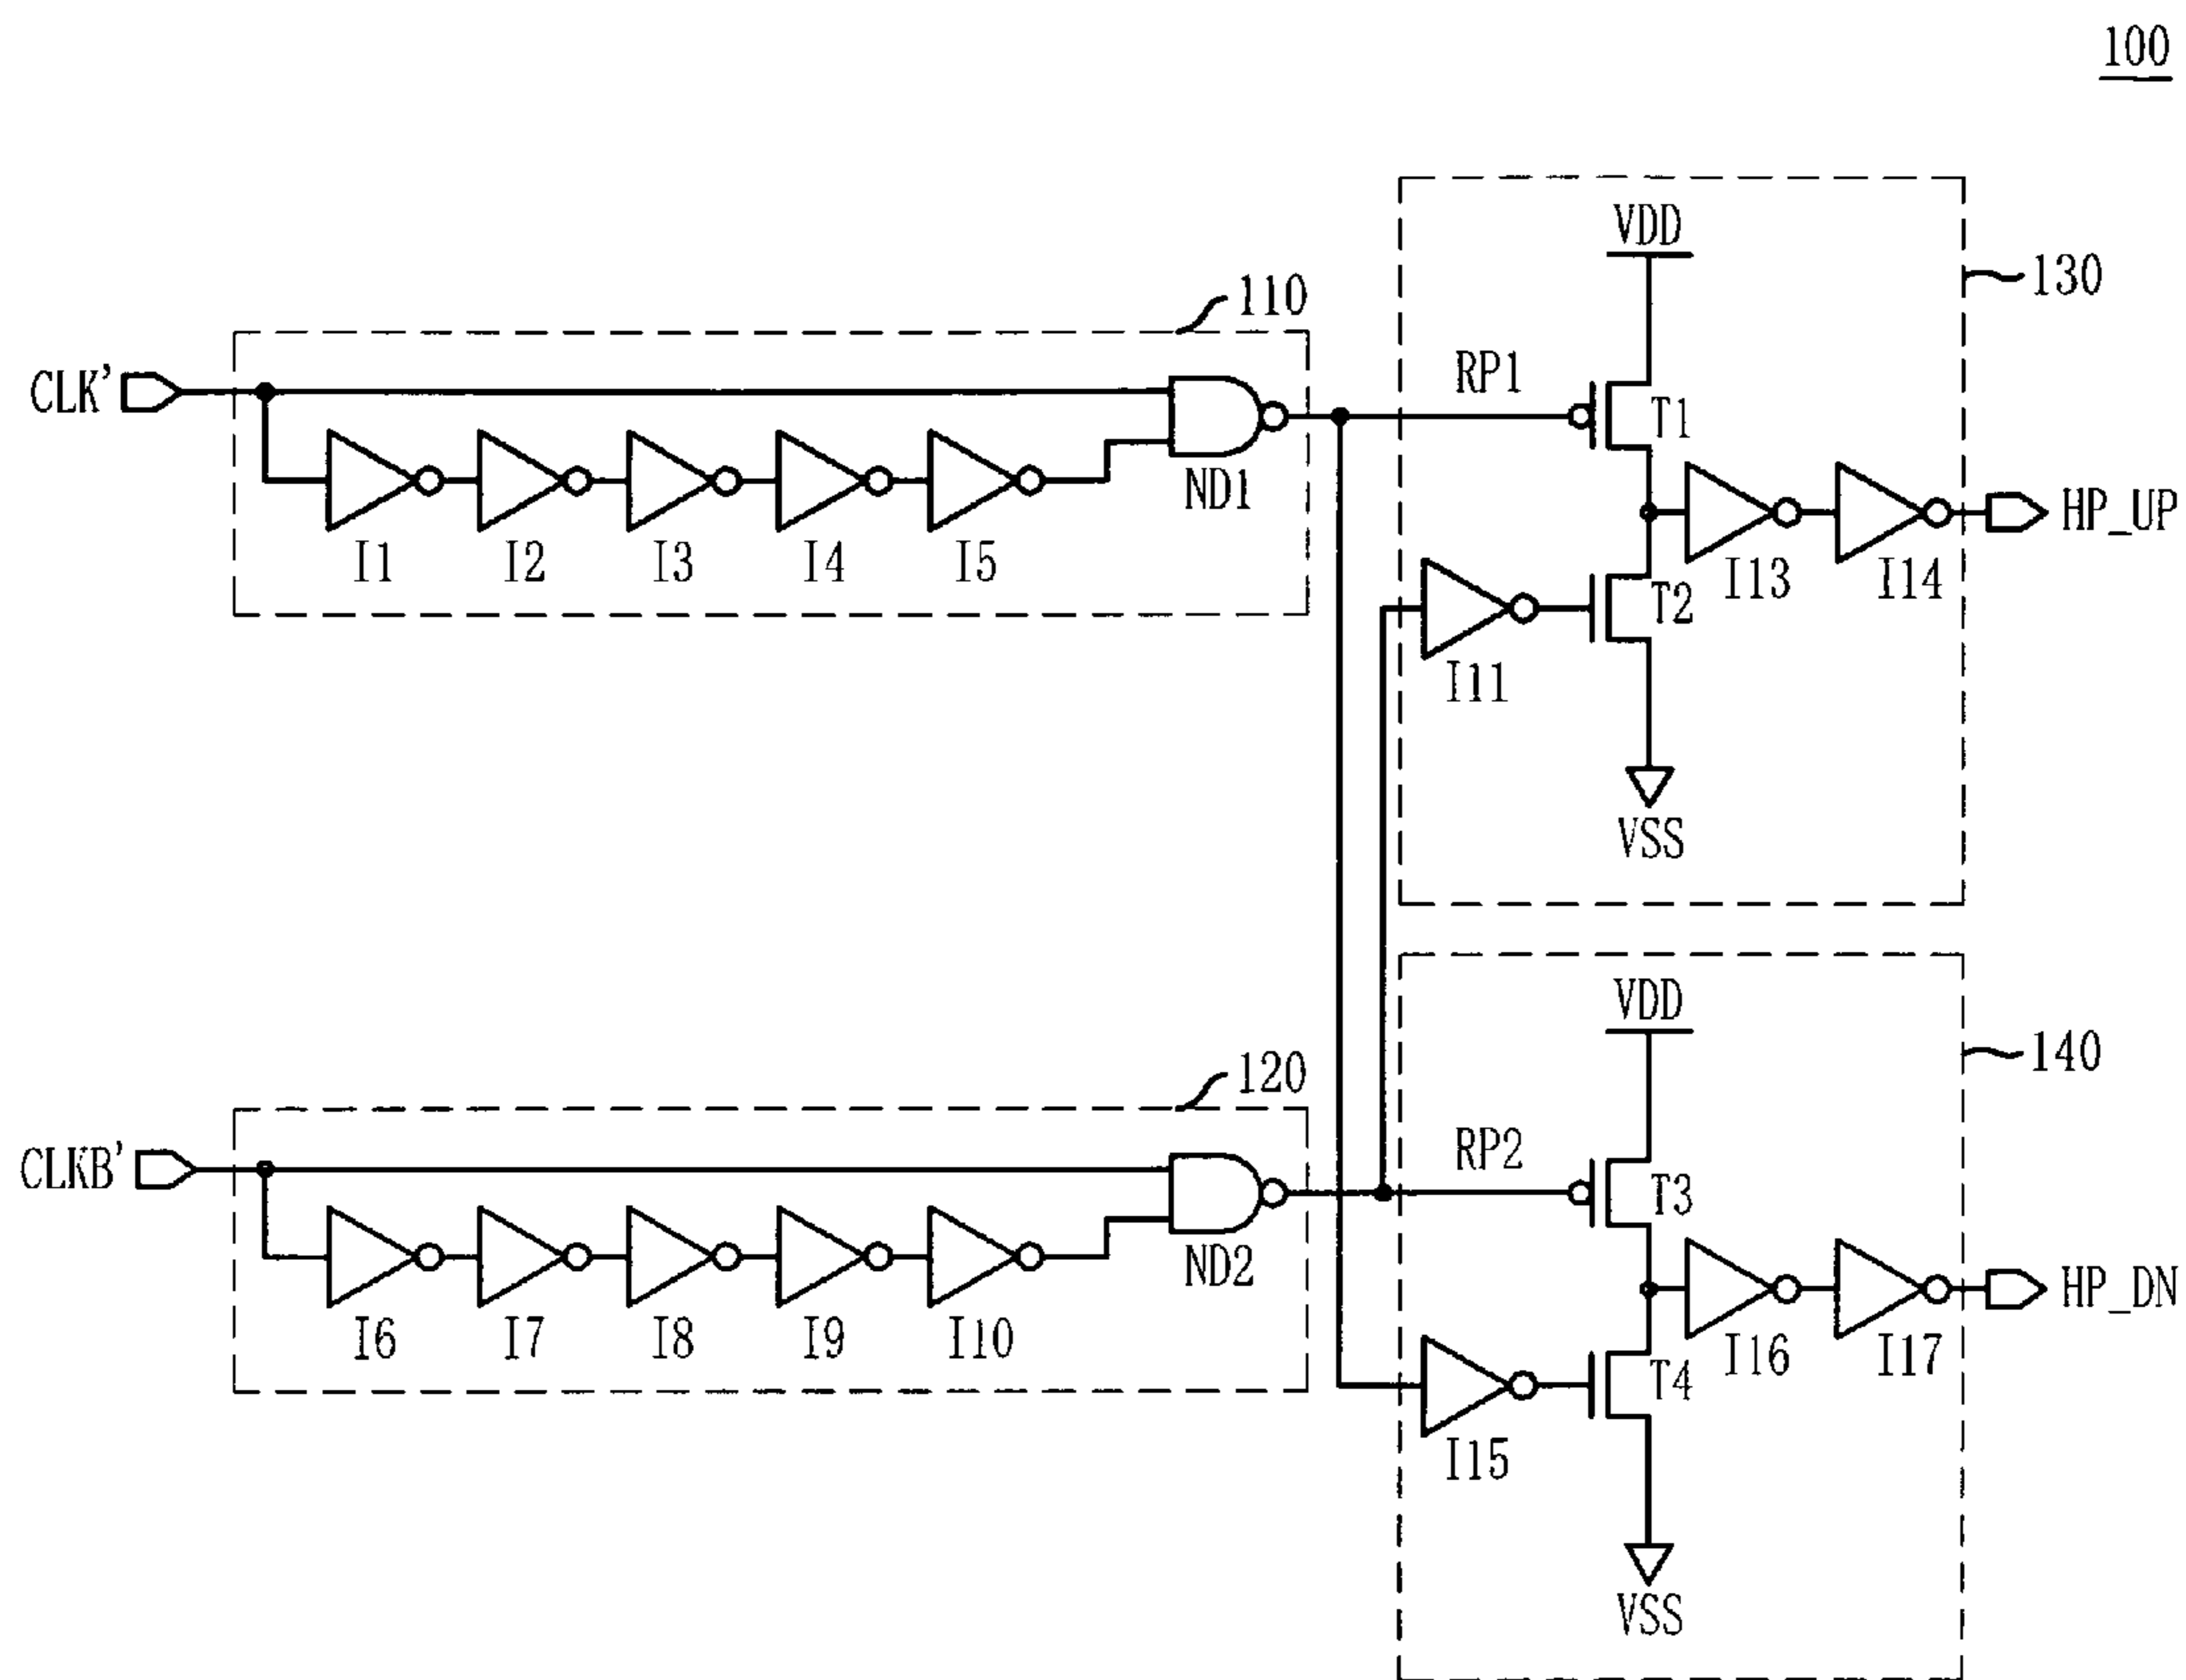 100
VDD
130
110
CLK'
RP1
T1
ND1
HP_UP
I1 I2 I3 I4 I5
I13 I14
T2
I11
VSS
VDD
140
120
CLKB'
RP2
T3
ND2
HP_DN
I6 I7 I8 I9 I10
I16 I17
T4
I15
VSS